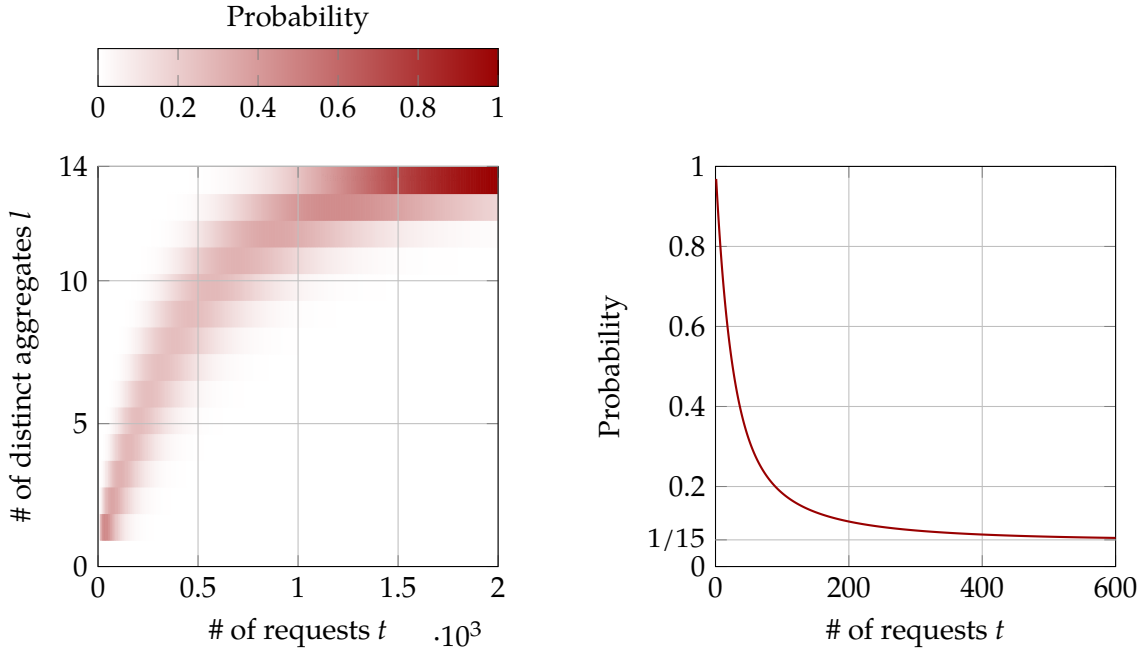 Probability
0 0.2 0.4 0.6 0.8 1
14
10
5
0
# of distinct aggregates l
0 0.5 1 1.5 2
# of requests t ·10³
1
0.8
0.6
0.4
0.2
1/15
0
Probability
0 200 400 600
# of requests t